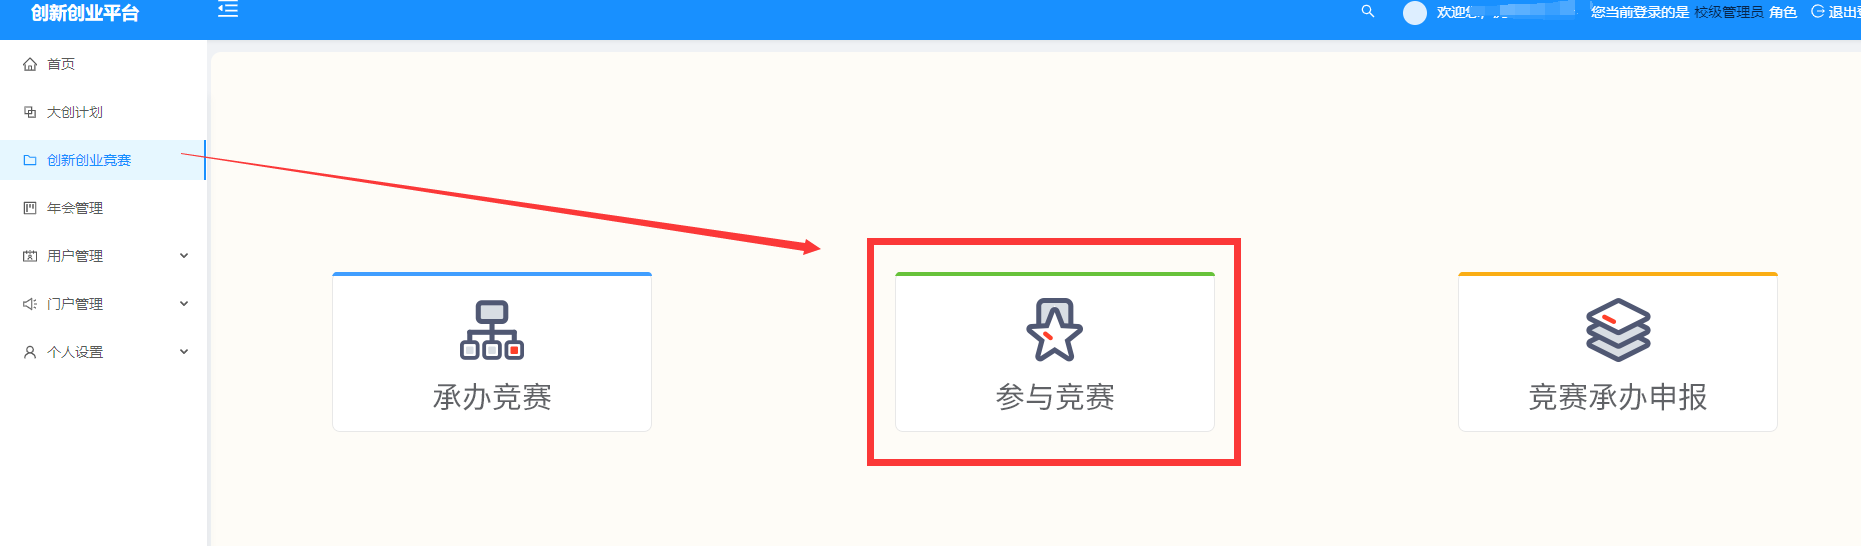 创新创业平台
欢迎您，
您当前登录的是 校级管理员 角色
退出登
首页
大创计划
创新创业竞赛
年会管理
用户管理
门户管理
个人设置
承办竞赛
参与竞赛
竞赛承办申报